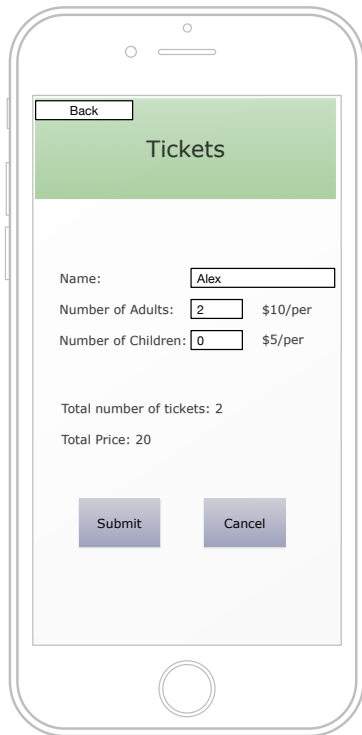 Back
Tickets
Name: Alex
Number of Adults: 2 $10/per
Number of Children: 0 $5/per
Total number of tickets: 2
Total Price: 20
Submit Cancel